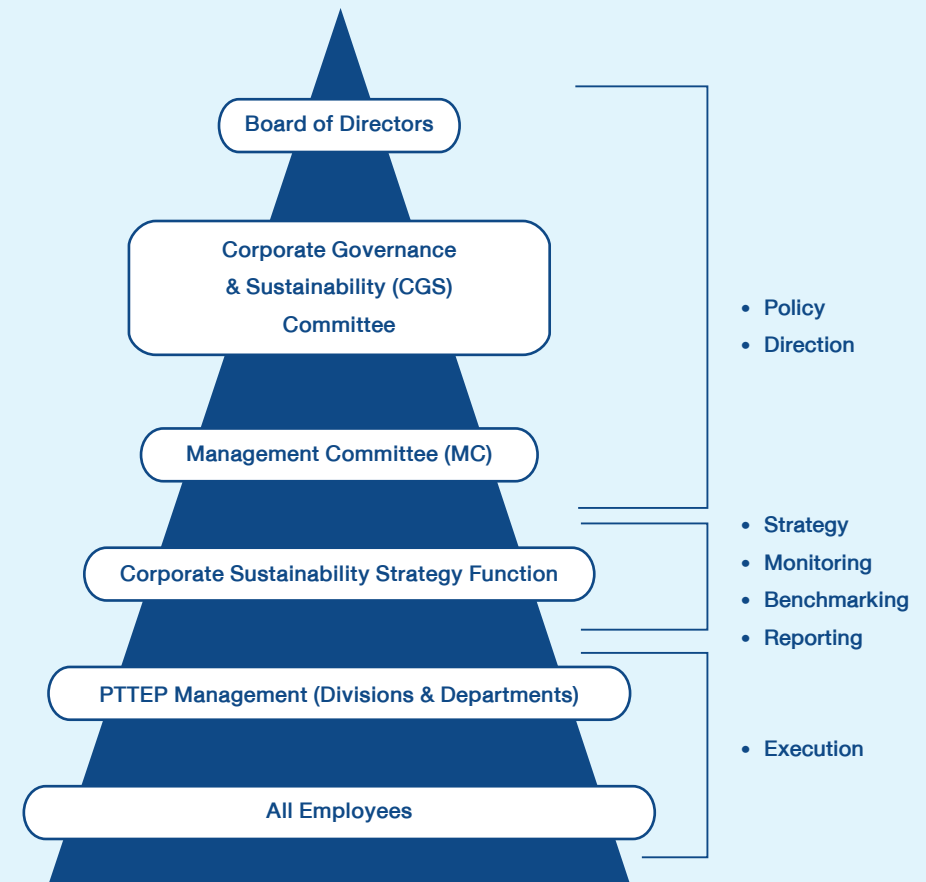 Board of Directors
Corporate Governance
& Sustainability (CGS)
Committee
Management Committee (MC)
Corporate Sustainability Strategy Function
PTTEP Management (Divisions & Departments)
All Employees
• Policy
• Direction
• Strategy
• Monitoring
• Benchmarking
• Reporting
• Execution